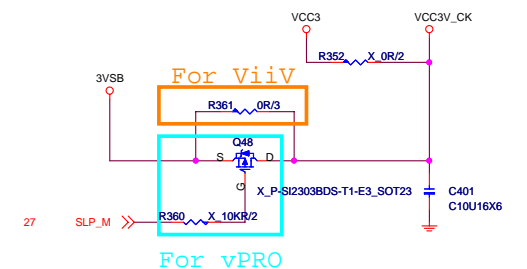 VCC3
VCC3V_CK
R352
X_0R/2
3VSB
For ViiV
R361
0R/3
Q48
S
D
G
X_P-SI2303BDS-T1-E3_SOT23
C401
C10U16X6
R360
X_10KR/2
27
SLP_M
For vPRO